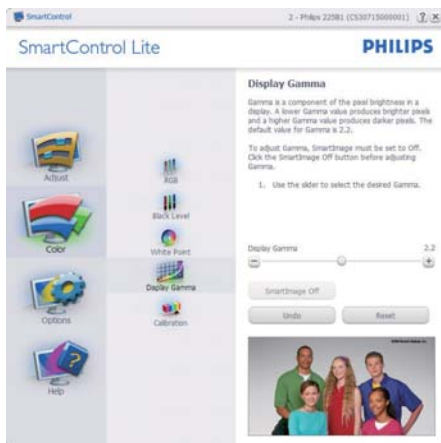 SmartControl
2 - Philips 225B1 (CS30715000001)
SmartControl Lite
PHILIPS
Adjust
Color
Options
Help
RGB
Black Level
White Point
Display Gamma
Calibration
Display Gamma
Gamma is a component of the pixel brightness in a
display. A lower Gamma value produces brighter pixels
and a higher Gamma value produces darker pixels. The
default value for Gamma is 2.2.
To adjust Gamma, SmartImage must be set to Off.
Click the SmartImage Off button before adjusting
Gamma.
1. Use the slider to select the desired Gamma.
Display Gamma
2.2
SmartImage Off
Undo
Reset